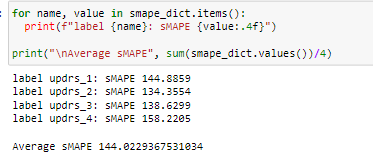 for name, value in smape_dict.items():
  print(f"label {name}: sMAPE {value:.4f}")
print("\nAverage sMAPE", sum(smape_dict.values())/4)
label updrs_1: sMAPE 144.8859
label updrs_2: sMAPE 134.3554
label updrs_3: sMAPE 138.6299
label updrs_4: sMAPE 158.2205
Average sMAPE 144.0229367531034